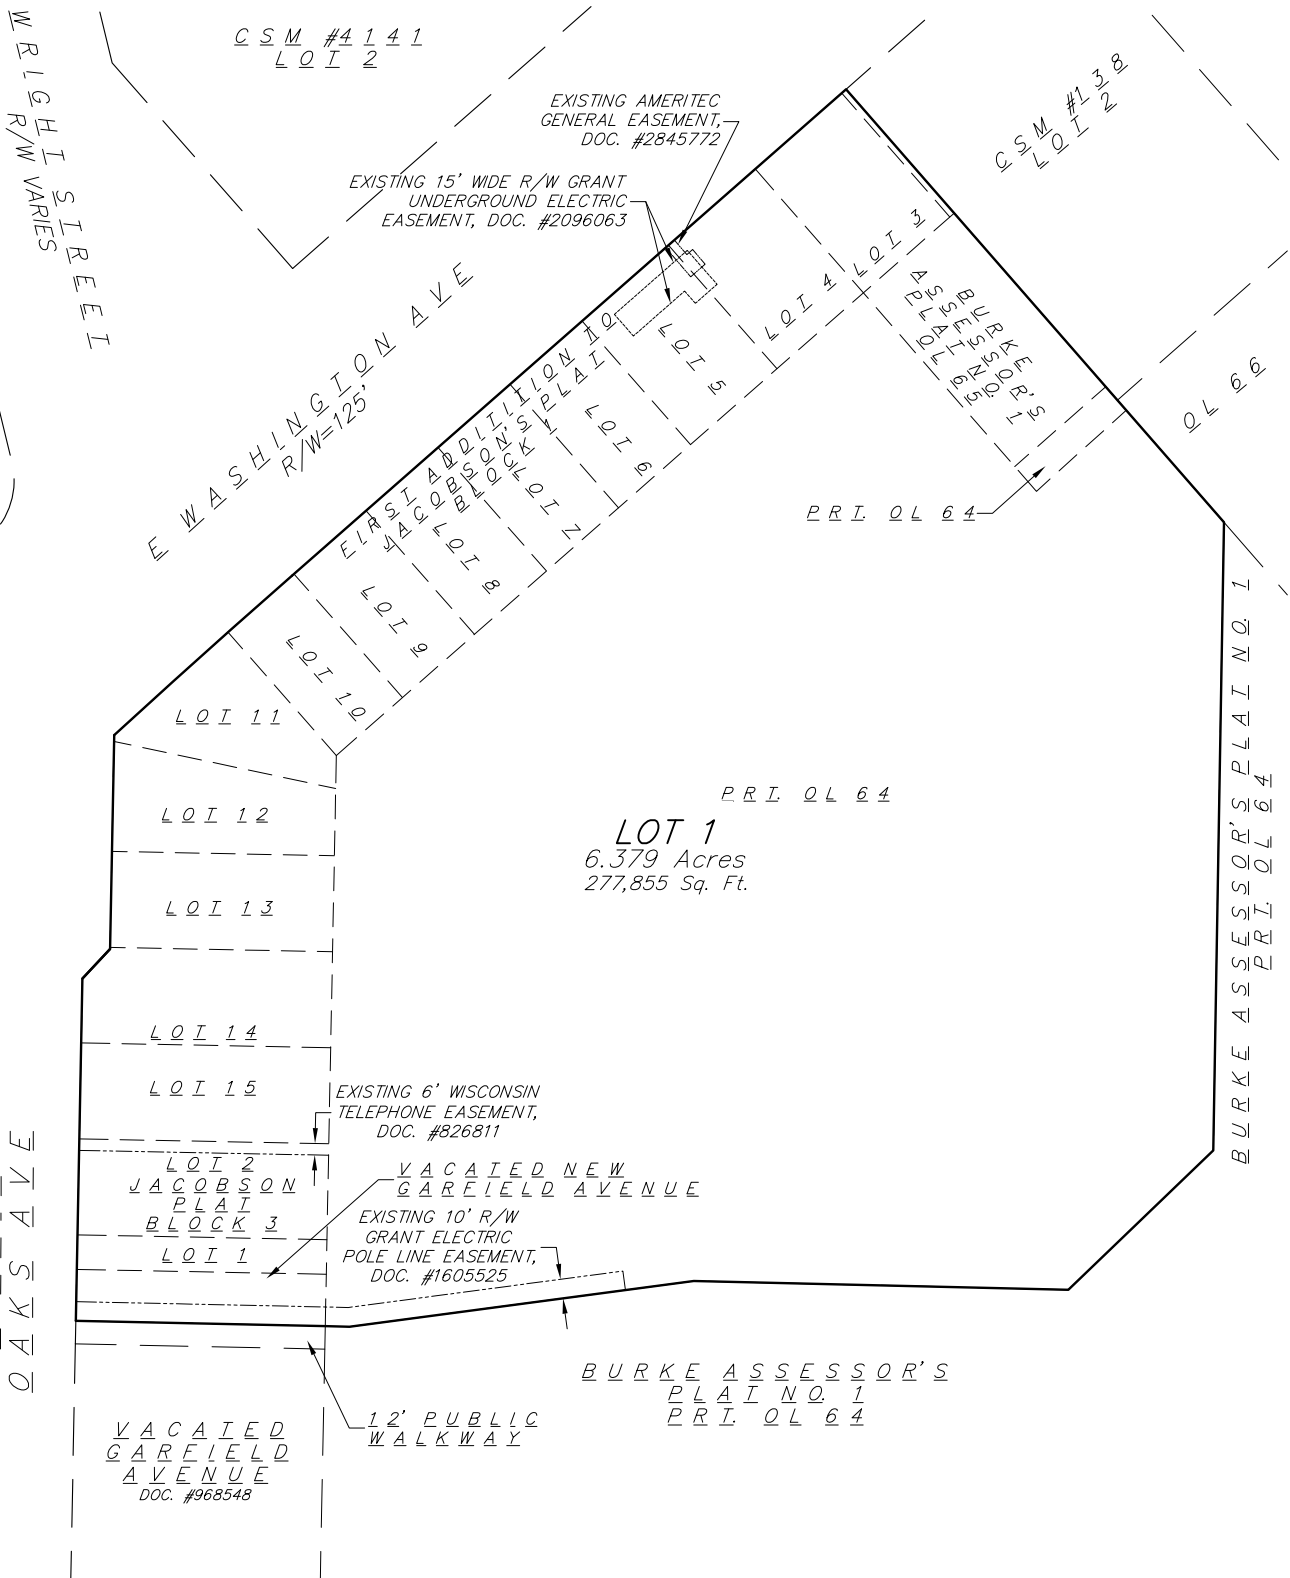 WRIGHT STREET
R/W VARIES
CSM #4141
LOT 2
EXISTING AMERITEC
GENERAL EASEMENT,
DOC. #2845772
EXISTING 15' WIDE R/W GRANT
UNDERGROUND ELECTRIC
EASEMENT, DOC. #2096063
CSM #138
LOT 2
E WASHINGTON AVE
R/W=125'
FIRST ADDITITION TO
JACOBSON'S PLAT
BLOCK 1
LOT 3
LOT 4
LOT 5
LOT 6
LOT 7
LOT 8
LOT 9
LOT 10
LOT 11
LOT 12
LOT 13
LOT 14
LOT 15
BURKE
ASSESSOR'S
PLAT NO. 1
OL 65
OL 66
PRT. OL 64
PRT. OL 64
LOT 1
6.379 Acres
277,855 Sq. Ft.
BURKE ASSESSOR'S PLAT NO. 1
PRT. OL 64
EXISTING 6' WISCONSIN
TELEPHONE EASEMENT,
DOC. #826811
LOT 2
JACOBSON
PLAT
BLOCK 3
LOT 1
VACATED NEW
GARFIELD AVENUE
EXISTING 10' R/W
GRANT ELECTRIC
POLE LINE EASEMENT,
DOC. #1605525
OAKS AVE
BURKE ASSESSOR'S
PLAT NO. 1
PRT. OL 64
12' PUBLIC
WALKWAY
VACATED
GARFIELD
AVENUE
DOC. #968548